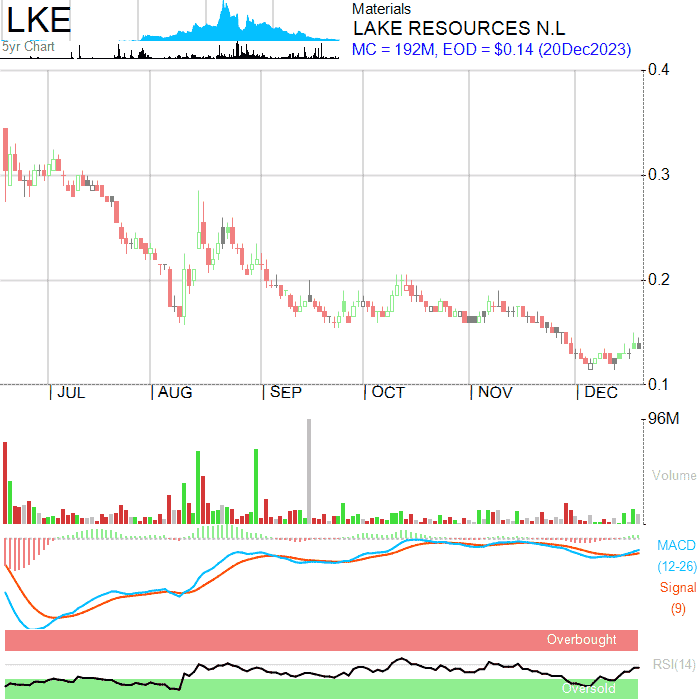 LKE
5yr Chart
Materials
LAKE RESOURCES N.L
MC = 192M, EOD = $0.14 (20Dec2023)
0.4
0.3
0.2
0.1
JUL
AUG
SEP
OCT
NOV
DEC
96M
Volume
MACD
(12-26)
Signal
(9)
Overbought
RSI(14)
Oversold